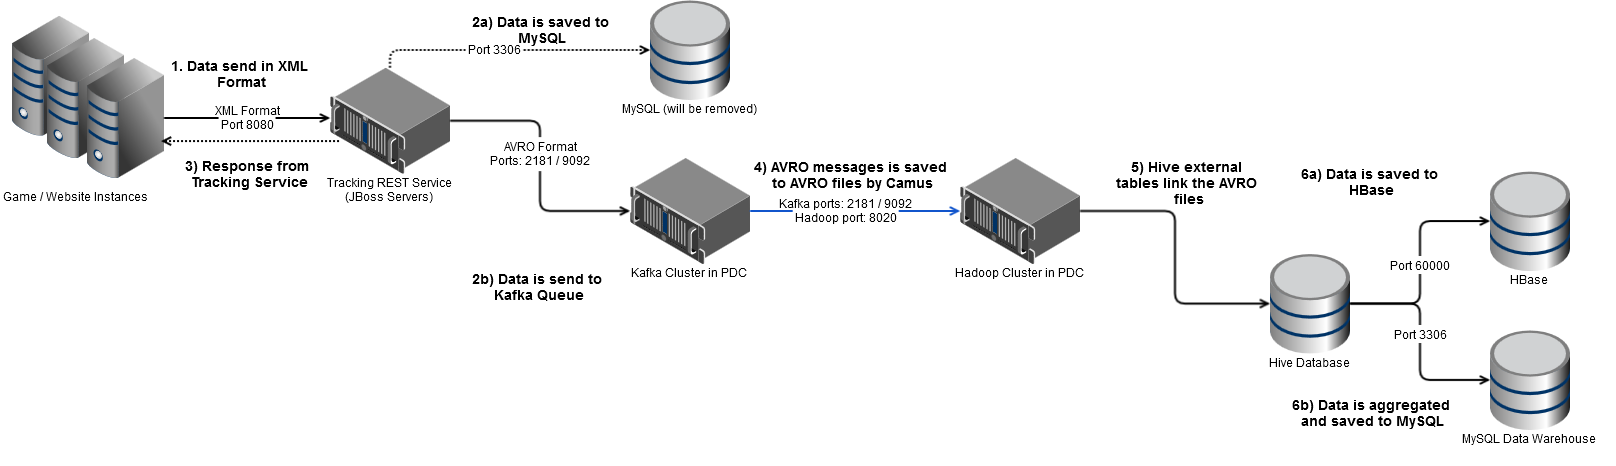 1. Data send in XML
Format
XML Format
Port 8080
3) Response from
Tracking Service
Game / Website Instances
Tracking REST Service
(JBoss Servers)
2a) Data is saved to
MySQL
Port 3306
MySQL (will be removed)
AVRO Format
Ports: 2181 / 9092
2b) Data is send to
Kafka Queue
Kafka Cluster in PDC
4) AVRO messages is saved
to AVRO files by Camus
Kafka ports: 2181 / 9092
Hadoop port: 8020
Hadoop Cluster in PDC
5) Hive external
tables link the AVRO
files
Hive Database
6a) Data is saved to
HBase
Port 60000
HBase
Port 3306
6b) Data is aggregated
and saved to MySQL
MySQL Data Warehouse